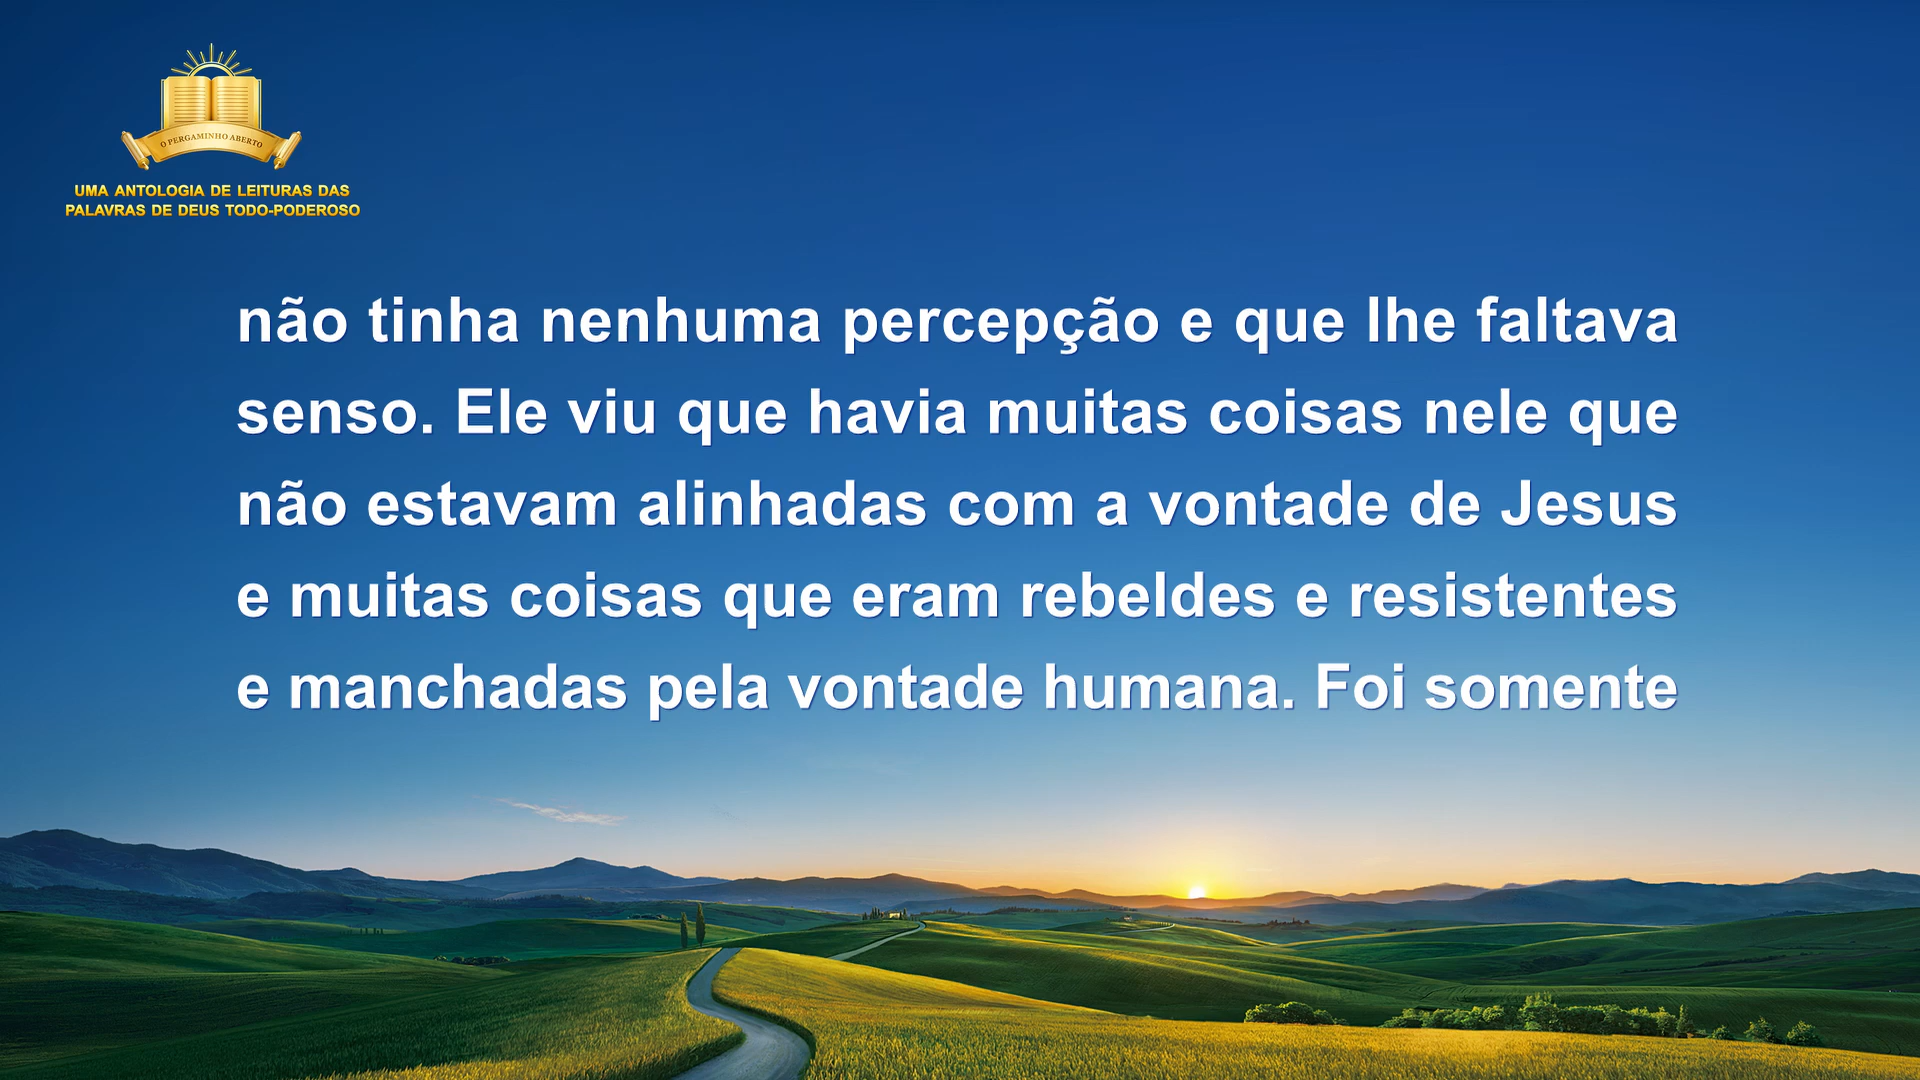 O PERGAMINHO ABERTO
UMA ANTOLOGIA DE LEITURAS DAS
PALAVRAS DE DEUS TODO-PODEROSO
não tinha nenhuma percepção e que lhe faltava
senso. Ele viu que havia muitas coisas nele que
não estavam alinhadas com a vontade de Jesus
e muitas coisas que eram rebeldes e resistentes
e manchadas pela vontade humana. Foi somente